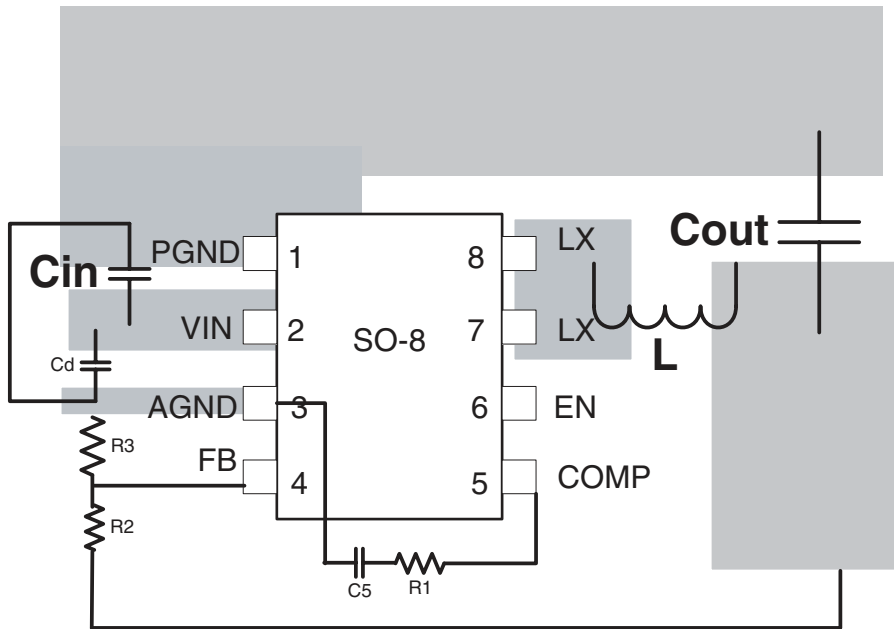 Cout
PGND
1
8
LX
Cin
VIN
2
SO-8
7
LX
L
Cd
AGND
3
6
EN
R3
FB
4
5
COMP
R2
C5
R1